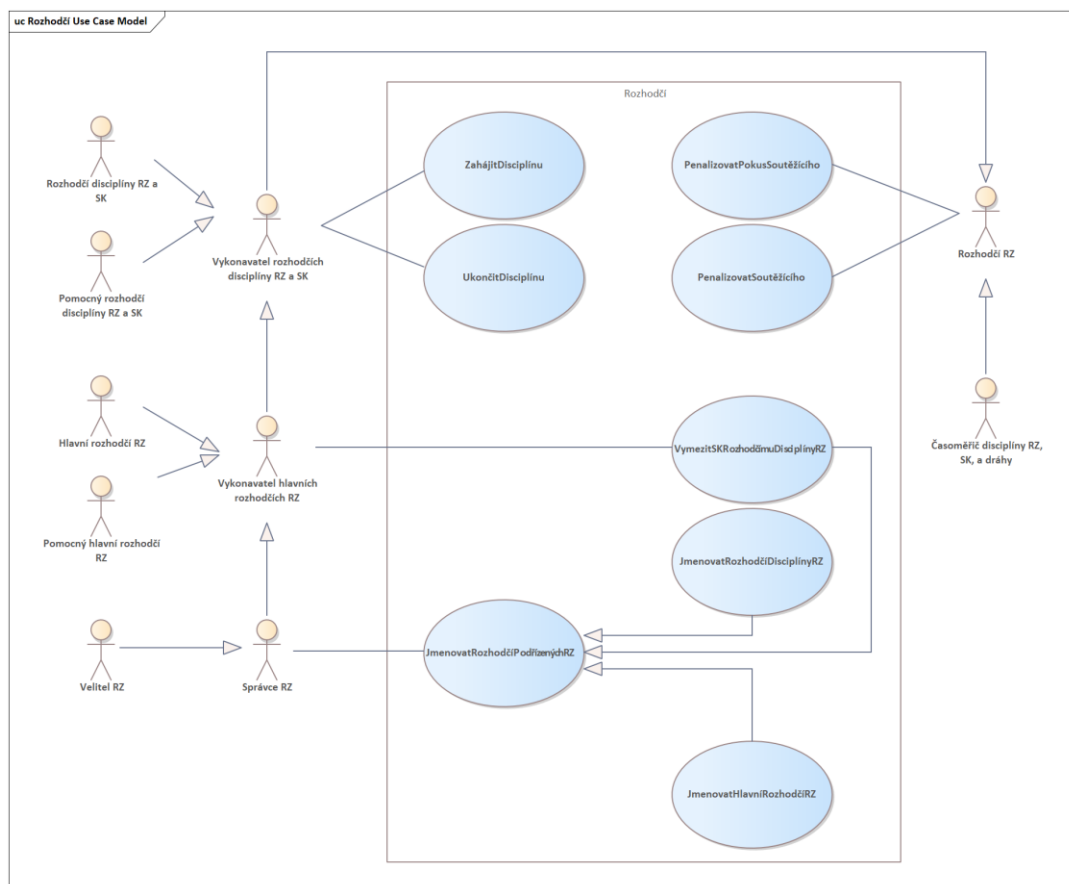 uc Rozhodčí Use Case Model
Rozhodčí
Rozhodčí disciplíny RZ a
SK
Pomocný rozhodčí
disciplíny RZ a SK
Vykonavatel rozhodčích
disciplíny RZ a SK
ZahájitDisciplínu
UkončitDisciplínu
PenalizovatPokusSoutěžícího
PenalizovatSoutěžícího
Rozhodčí RZ
Hlavní rozhodčí RZ
Pomocný hlavní rozhodčí
RZ
Vykonavatel hlavních
rozhodčích RZ
VymezitSKRozhodčímuDisciplínyRZ
Časoměřič disciplíny RZ,
SK, a dráhy
JmenovatRozhodčíDisciplínyRZ
JmenovatRozhodčíPodřízenýchRZ
Velitel RZ
Správce RZ
JmenovatHlavníRozhodčíRZ